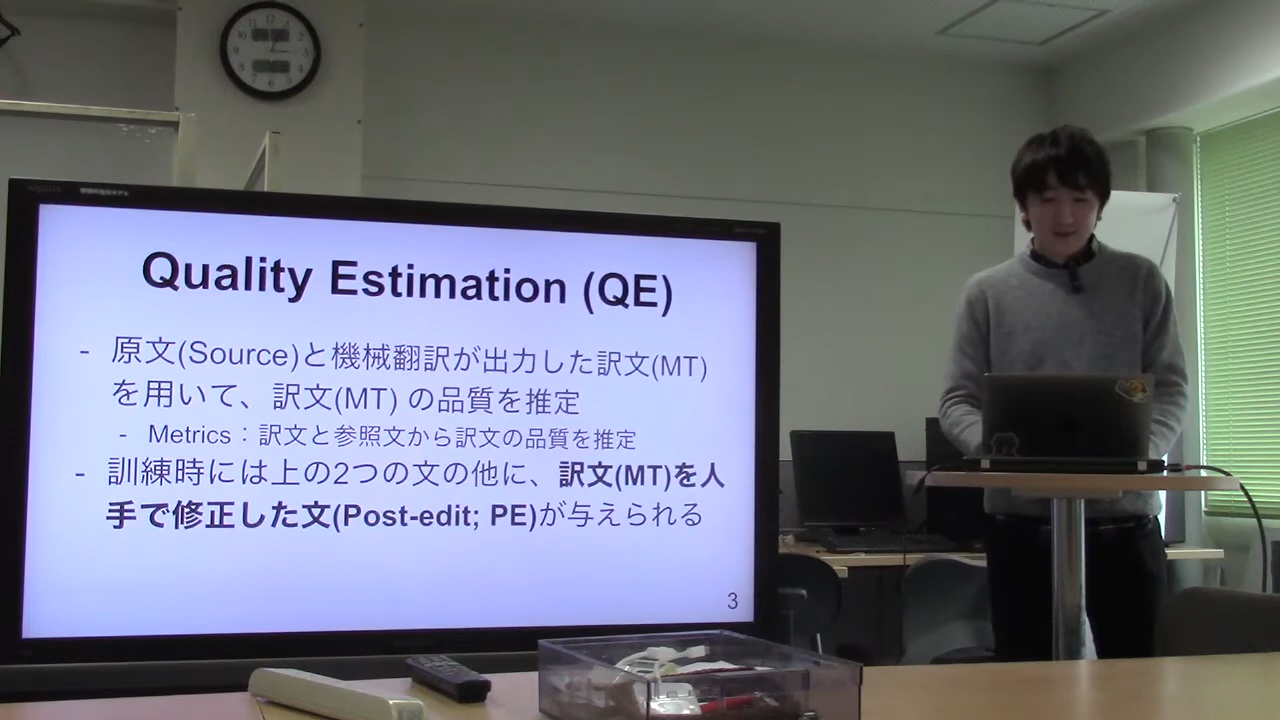 Quality Estimation (QE)
- 原文(Source)と機械翻訳が出力した訳文(MT)
を用いて、訳文(MT) の品質を推定
- Metrics：訳文と参照文から訳文の品質を推定
- 訓練時には上の2つの文の他に、訳文(MT)を人
手で修正した文(Post-edit; PE)が与えられる
3